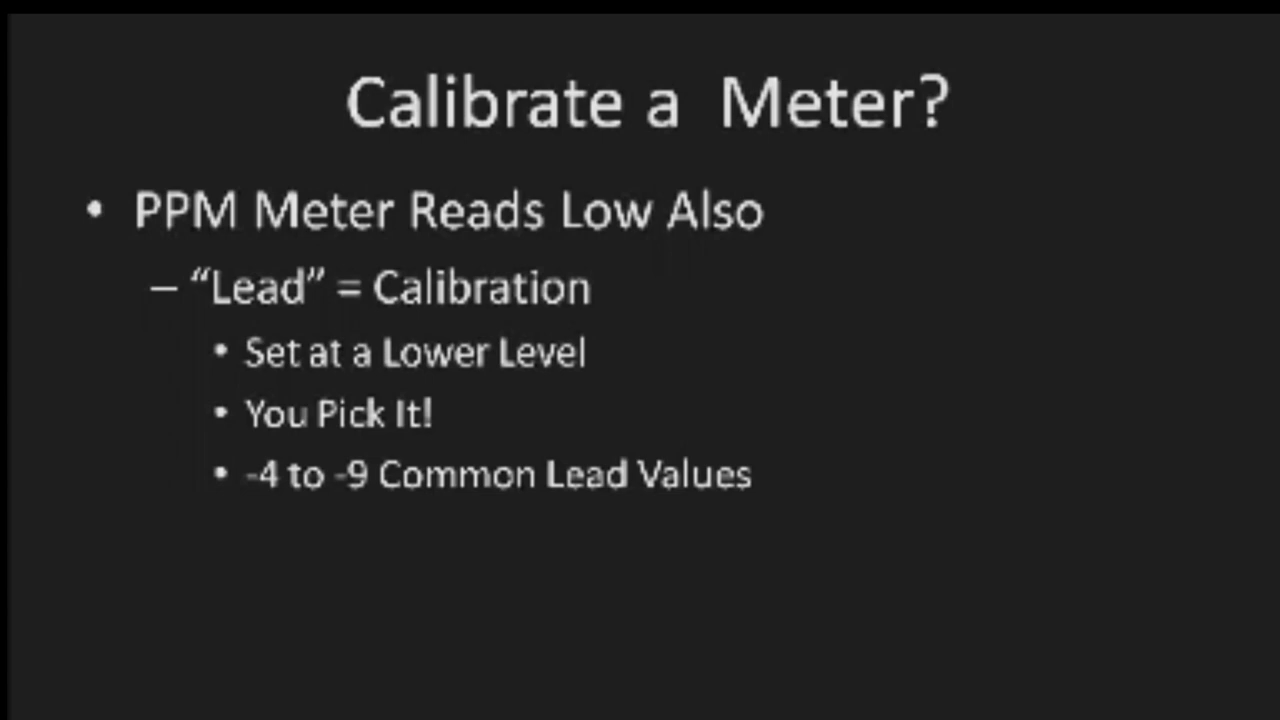 Calibrate a  Meter?
• PPM Meter Reads Low Also
– “Lead” = Calibration
• Set at a Lower Level
• You Pick It!
• -4 to -9 Common Lead Values